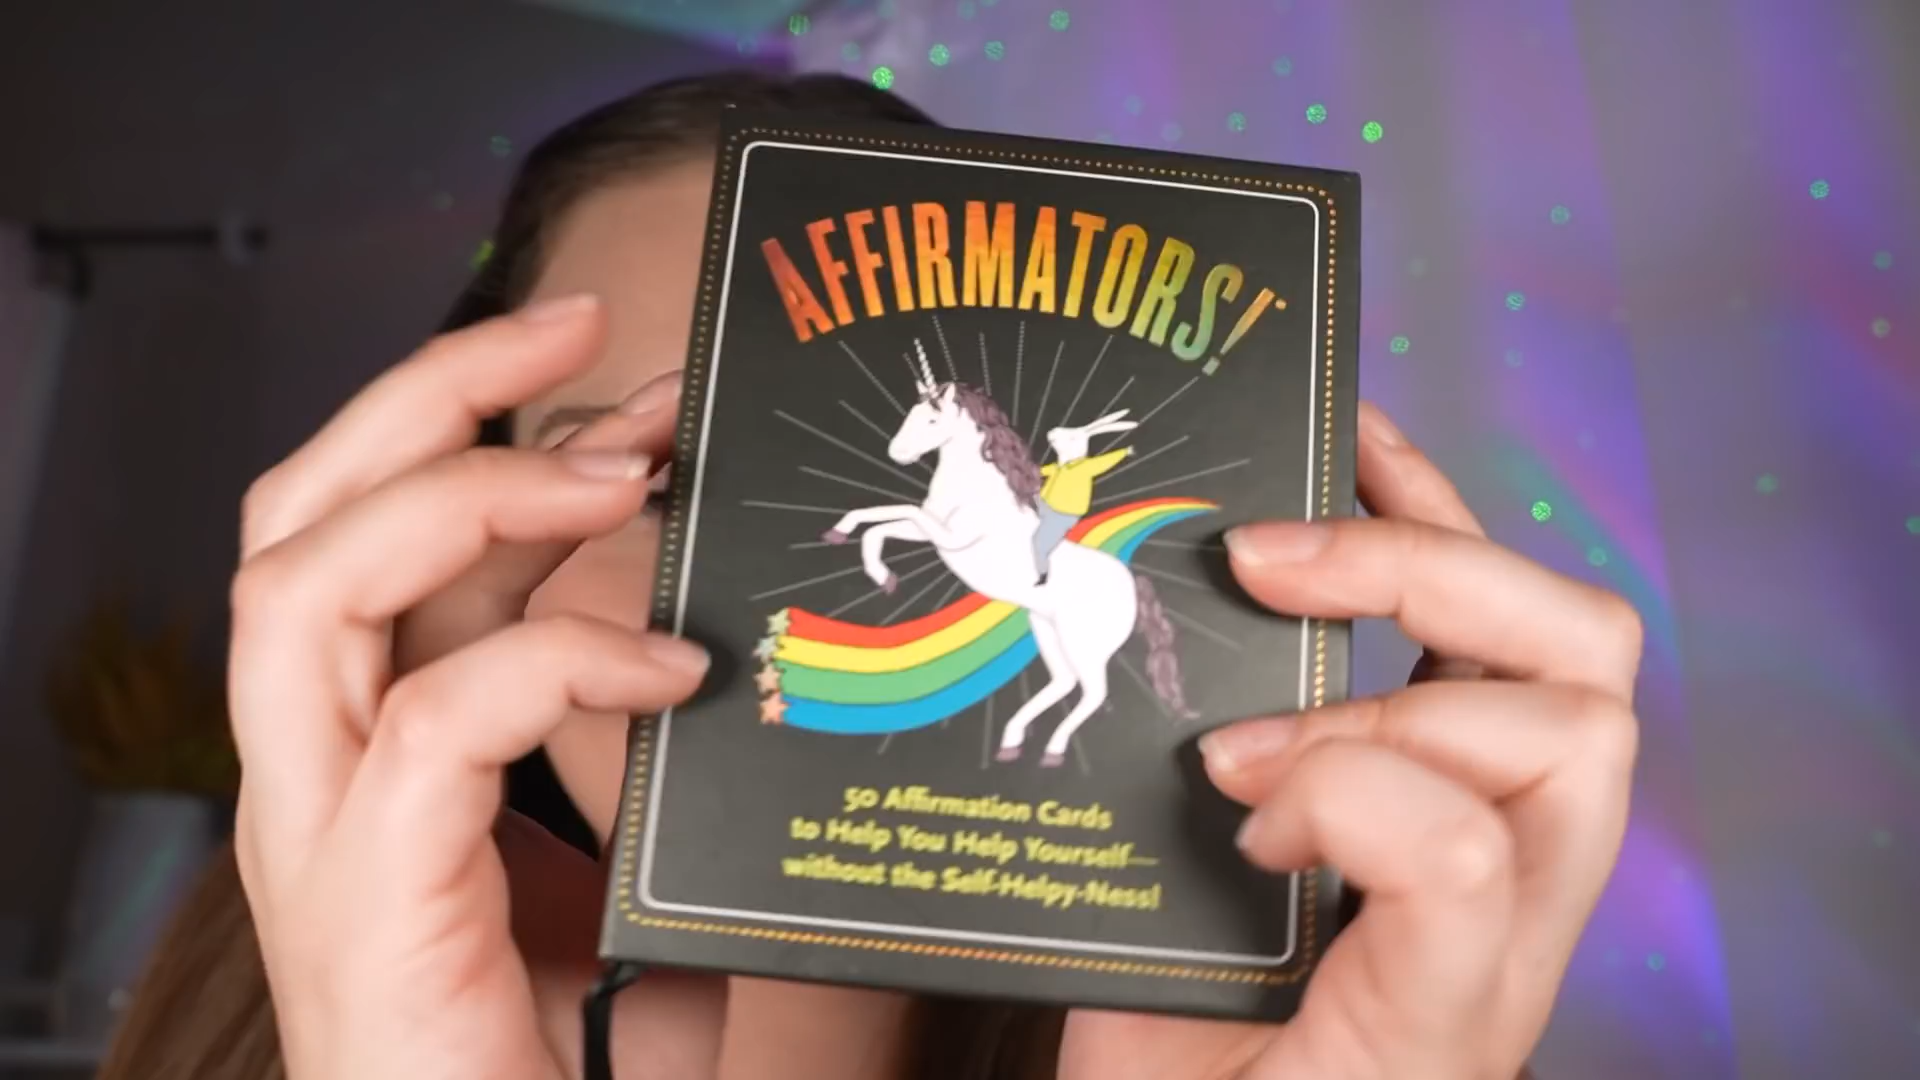 AFFIRMATORS!
50 Affirmation Cards
to Help You Help Yourself—
without the Self-Helpy-Ness!